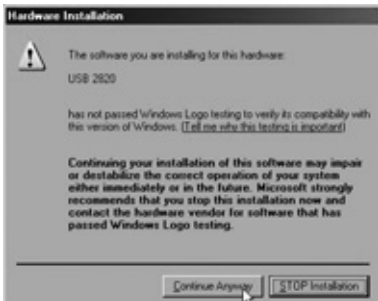 Hardware Installation
The software you are installing for this hardware:
USB 2820
has not passed Windows Logo testing to verify its compatibility with
this version of Windows. (Tell me why this testing is important)
Continuing your installation of this software may impair
or destabilize the correct operation of your system
either immediately or in the future. Microsoft strongly
recommends that you stop this installation now and
contact the hardware vendor for software that has
passed Windows Logo testing.
Continue Anyway STOP Installation